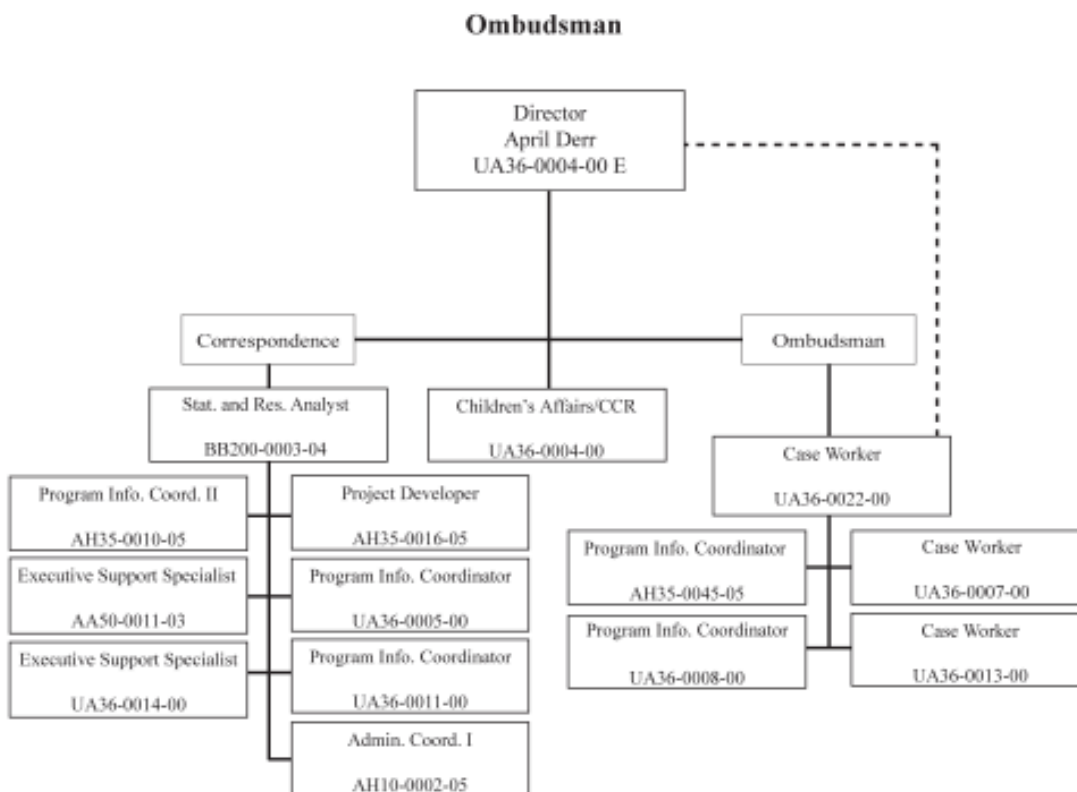 Ombudsman
Director
April Derr
UA36-0004-00 E
Correspondence
Ombudsman
Stat. and Res. Analyst
BB200-0003-04
Children's Affairs/CCR
UA36-0004-00
Case Worker
UA36-0022-00
Program Info. Coord. II
AH35-0010-05
Project Developer
AH35-0016-05
Executive Support Specialist
AA50-0011-03
Program Info. Coordinator
UA36-0005-00
Executive Support Specialist
UA36-0014-00
Program Info. Coordinator
UA36-0011-00
Admin. Coord. I
AH10-0002-05
Program Info. Coordinator
AH35-0045-05
Case Worker
UA36-0007-00
Program Info. Coordinator
UA36-0008-00
Case Worker
UA36-0013-00